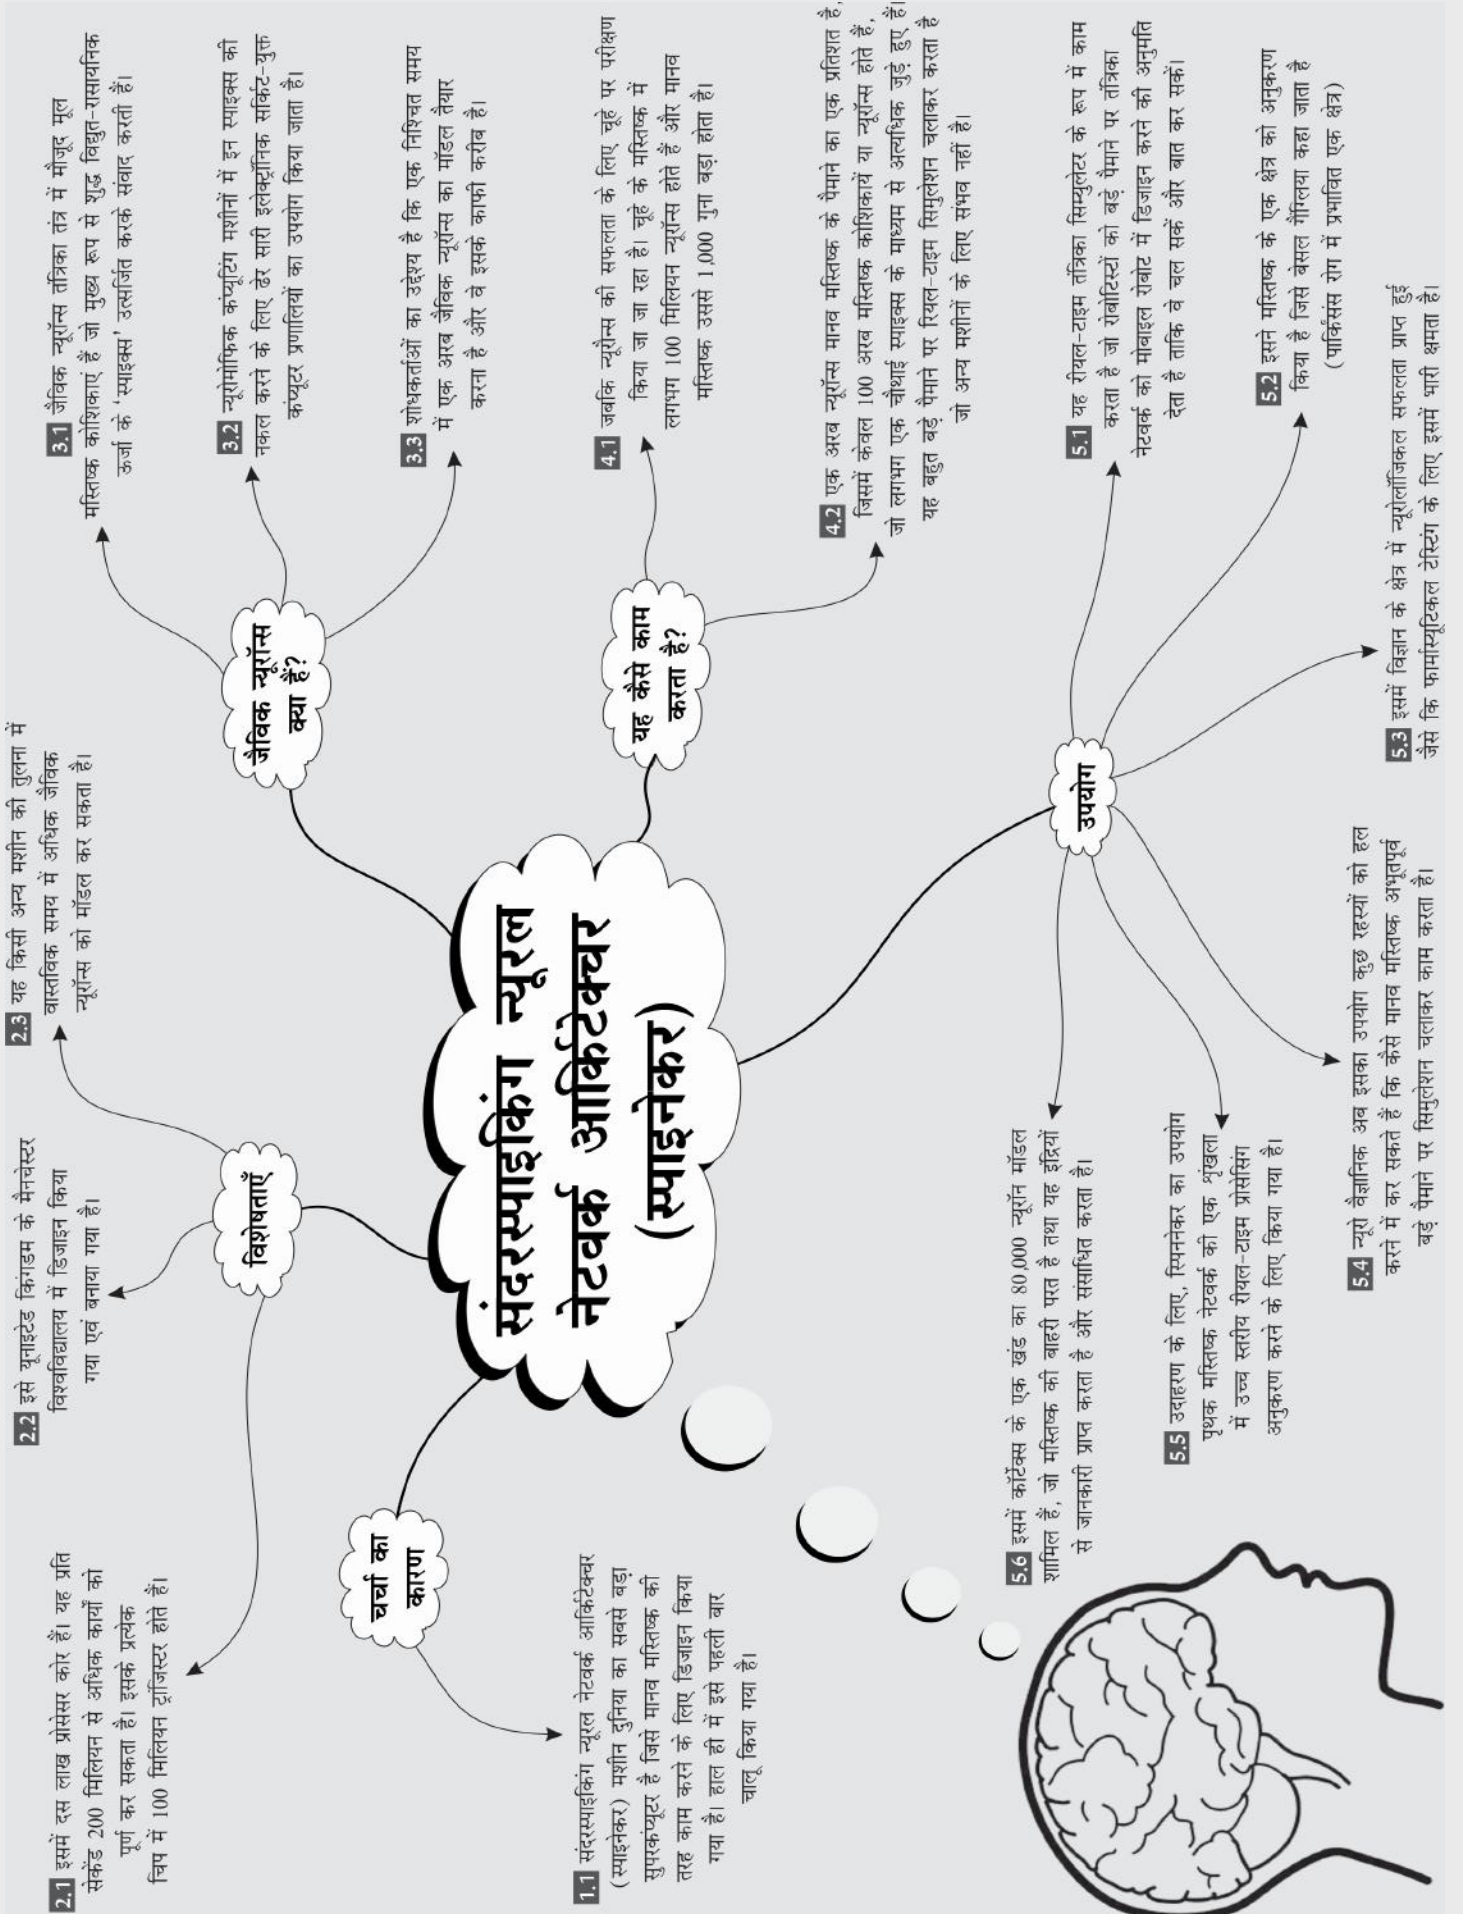 संदरस्पाइकिंग न्यूरल
नेटवर्क आर्किटेक्चर
(स्पाइनेकर)
चर्चा का
कारण
1.1 संदरस्पाइकिंग न्यूरल नेटवर्क आर्किटेक्चर
(स्पाइनेकर) मशीन दुनिया का सबसे बड़ा
सुपरकंप्यूटर है जिसे मानव मस्तिष्क की
तरह काम करने के लिए डिजाइन किया
गया है। हाल ही में इसे पहली बार
चालू किया गया है।
विशेषताएँ
2.1 इसमें दस लाख प्रोसेसर कोर हैं। यह प्रति
सेकेंड 200 मिलियन से अधिक कार्यों को
पूर्ण कर सकता है। इसके प्रत्येक
चिप में 100 मिलियन ट्रांजिस्टर होते हैं।
2.2 इसे यूनाइटेड किंगडम के मैनचेस्टर
विश्वविद्यालय में डिजाइन किया
गया एवं बनाया गया है।
2.3 यह किसी अन्य मशीन की तुलना में
वास्तविक समय में अधिक जैविक
न्यूरॉन्स को मॉडल कर सकता है।
जैविक न्यूरॉन्स
क्या हैं?
3.1 जैविक न्यूरॉन्स तंत्रिका तंत्र में मौजूद मूल
मस्तिष्क कोशिकाएं हैं जो मुख्य रूप से शुद्ध विद्युत-रासायनिक
ऊर्जा के 'स्पाइक्स' उत्सर्जित करके संवाद करती हैं।
3.2 न्यूरोमोर्फिक कंप्यूटिंग मशीनों में इन स्पाइक्स की
नकल करने के लिए ढेर सारी इलेक्ट्रॉनिक सर्किट-युक्त
कंप्यूटर प्रणालियों का उपयोग किया जाता है।
3.3 शोधकर्ताओं का उद्देश्य है कि एक निश्चित समय
में एक अरब जैविक न्यूरॉन्स का मॉडल तैयार
करना है और वे इसके काफी करीब हैं।
यह कैसे काम
करता है?
4.1 जबकि न्यूरौन्स की सफलता के लिए चूहे पर परीक्षण
किया जा जा रहा है। चूहे के मस्तिष्क में
लगभग 100 मिलियन न्यूरॉन्स होते हैं और मानव
मस्तिष्क उससे 1,000 गुना बड़ा होता है।
4.2 एक अरब न्यूरॉन्स मानव मस्तिष्क के पैमाने का एक प्रतिशत है,
जिसमें केवल 100 अरब मस्तिष्क कोशिकायें या न्यूरॉन्स होते हैं,
जो लगभग एक चौथाई स्पाइक्स के माध्यम से अत्यधिक जुड़े हुए हैं।
यह बहुत बड़े पैमाने पर रियल-टाइम सिमुलेशन चलाकर करता है
जो अन्य मशीनों के लिए संभव नहीं है।
उपयोग
5.1 यह रीयल-टाइम तंत्रिका सिम्युलेटर के रूप में काम
करता है जो रोबोटिस्टों को बड़े पैमाने पर तंत्रिका
नेटवर्क को मोबाइल रोबोट में डिजाइन करने की अनुमति
देता है ताकि वे चल सकें और बात कर सकें।
5.2 इसने मस्तिष्क के एक क्षेत्र को अनुकरण
किया है जिसे बेसल गैंग्लिया कहा जाता है
(पार्किंसंस रोग में प्रभावित एक क्षेत्र)
5.3 इसमें विज्ञान के क्षेत्र में न्यूरोलॉजिकल सफलता प्राप्त हुई
जैसे कि फार्मास्यूटिकल टेस्टिंग के लिए इसमें भारी क्षमता है।
5.4 न्यूरो वैज्ञानिक अब इसका उपयोग कुछ रहस्यों को हल
करने में कर सकते हैं कि कैसे मानव मस्तिष्क अभूतपूर्व
बड़े पैमाने पर सिमुलेशन चलाकर काम करता है।
5.5 उदाहरण के लिए, स्पिननेकर का उपयोग
पृथक मस्तिष्क नेटवर्क की एक श्रृंखला
में उच्च स्तरीय रीयल-टाइम प्रोसेसिंग
अनुकरण करने के लिए किया गया है।
5.6 इसमें कॉर्टेक्स के एक खंड का 80,000 न्यूरॉन मॉडल
शामिल हैं, जो मस्तिष्क की बाहरी परत है तथा यह इंद्रियों
से जानकारी प्राप्त करता है और संसाधित करता है।